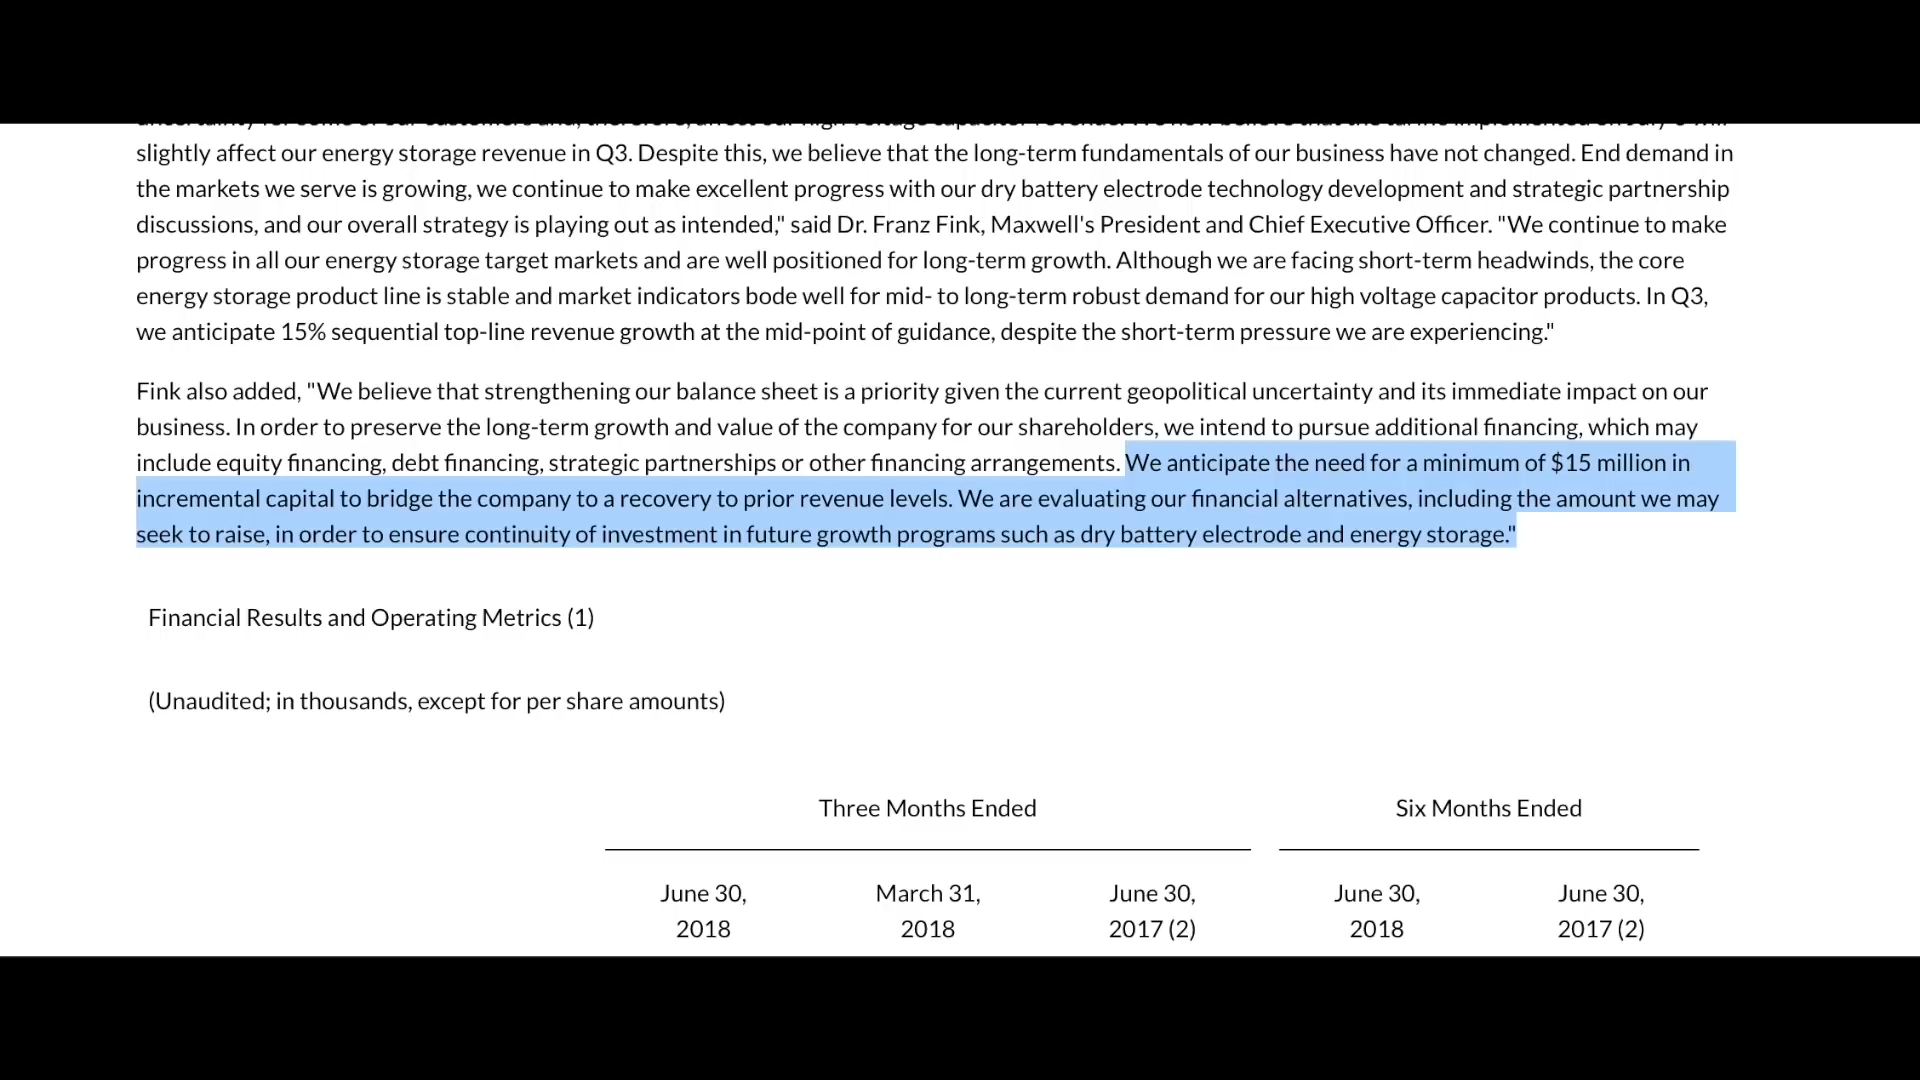 slightly affect our energy storage revenue in Q3. Despite this, we believe that the long-term fundamentals of our business have not changed. End demand in
the markets we serve is growing, we continue to make excellent progress with our dry battery electrode technology development and strategic partnership
discussions, and our overall strategy is playing out as intended," said Dr. Franz Fink, Maxwell's President and Chief Executive Officer. "We continue to make
progress in all our energy storage target markets and are well positioned for long-term growth. Although we are facing short-term headwinds, the core
energy storage product line is stable and market indicators bode well for mid- to long-term robust demand for our high voltage capacitor products. In Q3,
we anticipate 15% sequential top-line revenue growth at the mid-point of guidance, despite the short-term pressure we are experiencing."
Fink also added, "We believe that strengthening our balance sheet is a priority given the current geopolitical uncertainty and its immediate impact on our
business. In order to preserve the long-term growth and value of the company for our shareholders, we intend to pursue additional financing, which may
include equity financing, debt financing, strategic partnerships or other financing arrangements. We anticipate the need for a minimum of $15 million in
incremental capital to bridge the company to a recovery to prior revenue levels. We are evaluating our financial alternatives, including the amount we may
seek to raise, in order to ensure continuity of investment in future growth programs such as dry battery electrode and energy storage."
Financial Results and Operating Metrics (1)
(Unaudited; in thousands, except for per share amounts)
Three Months Ended Six Months Ended
June 30, March 31, June 30, June 30, June 30,
2018 2018 2017 (2) 2018 2017 (2)